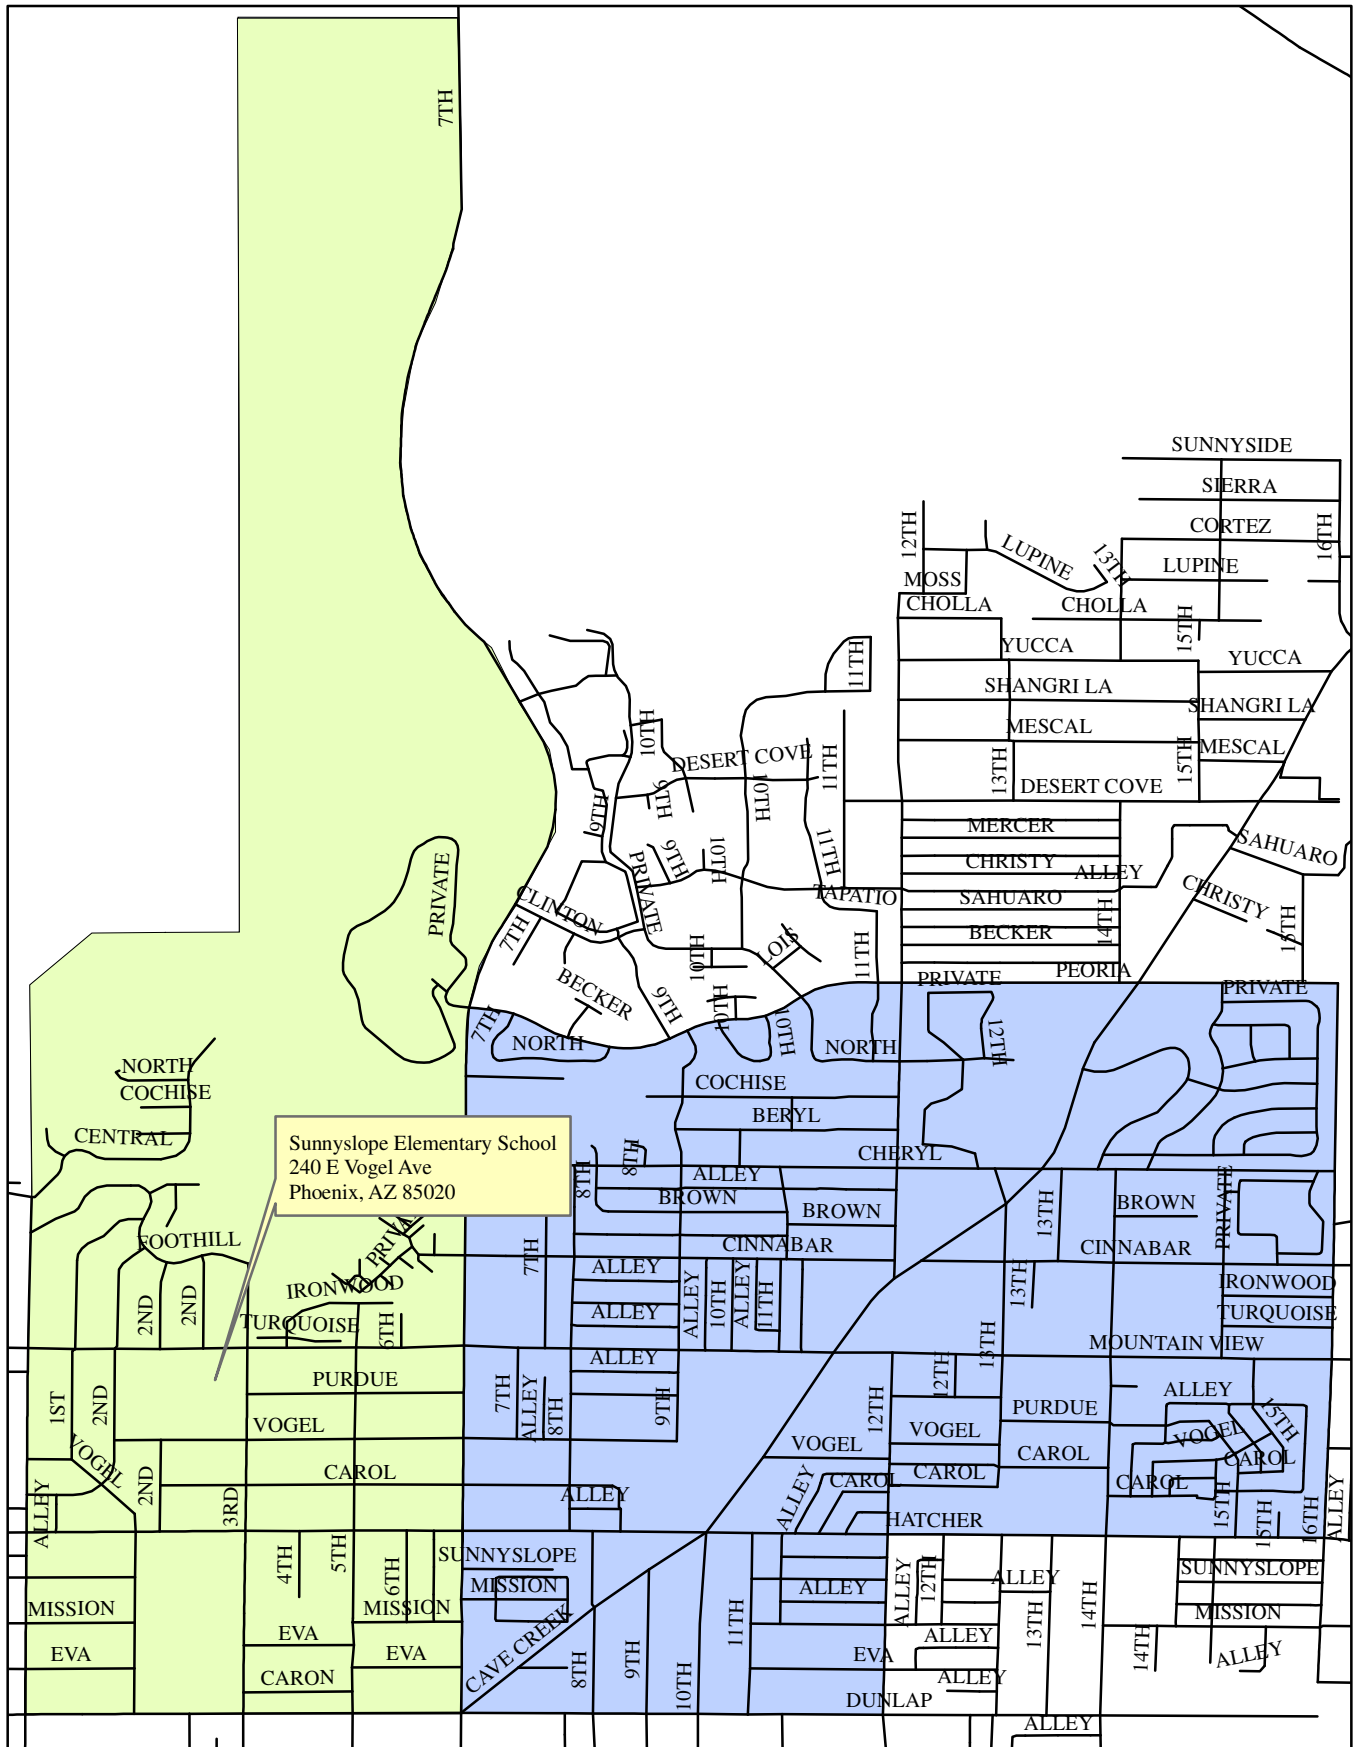 7TH
SUNNYSIDE
SIERRA
12TH
CORTEZ
16TH
LUPINE
13TH
LUPINE
MOSS
CHOLLA
CHOLLA
15TH
YUCCA
YUCCA
11TH
SHANGRI LA
SHANGRI LA
10TH
MESCAL
MESCAL
DESERT COVE
11TH
13TH
15TH
DESERT COVE
9TH
9TH
10TH
MERCER
SAHUARO
PRIVATE
PRIVATE
9TH
10TH
11TH
CHRISTY
ALLEY
CLINTON
TAPATIO
SAHUARO
CHRISTY
7TH
14TH
BECKER
15TH
LOIS
10TH
11TH
PEORIA
BECKER
9TH
PRIVATE
PRIVATE
7TH
10TH
10TH
12TH
NORTH
NORTH
NORTH
COCHISE
COCHISE
BERYL
CENTRAL
Sunnyslope Elementary School
240 E Vogel Ave
Phoenix, AZ 85020
CHERYL
8TH
8TH
ALLEY
BROWN
BROWN
13TH
BROWN
PRIVATE
FOOTHILL
PRIVA
7TH
CINNABAR
CINNABAR
IRONWOOD
ALLEY
13TH
IRONWOOD
2ND
2ND
TURQUOISE
6TH
ALLEY
ALLEY
10TH
ALLEY
11TH
TURQUOISE
13TH
MOUNTAIN VIEW
ALLEY
12TH
PURDUE
ALLEY
1ST
2ND
7TH
ALLEY
8TH
9TH
12TH
PURDUE
15TH
VOGEL
VOGEL
VOGEL
VOGEL
VOGEL
CAROL
CAROL
CAROL
CAROL
CAROL
CAROL
2ND
3RD
ALLEY
ALLEY
ALLEY
HATCHER
15TH
15TH
16TH
ALLEY
4TH
5TH
6TH
SUNNYSLOPE
MISSION
ALLEY
ALLEY
12TH
ALLEY
SUNNYSLOPE
MISSION
MISSION
MISSION
13TH
14TH
EVA
EVA
EVA
CAVE CREEK
11TH
EVA
ALLEY
14TH
ALLEY
CARON
8TH
9TH
10TH
ALLEY
DUNLAP
ALLEY